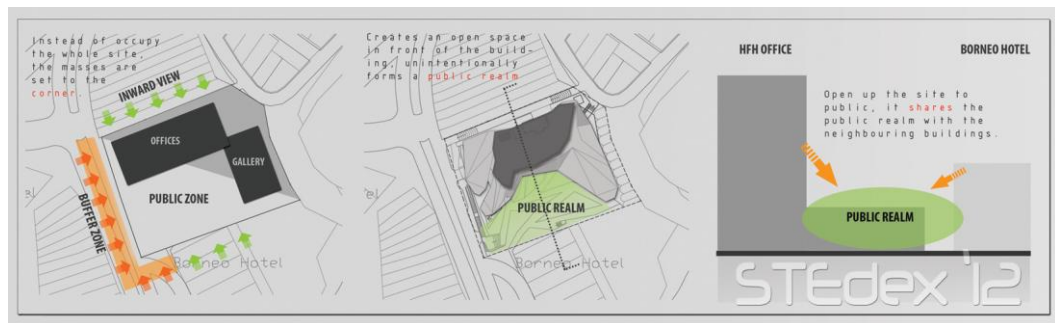 Instead of occupy
the whole site,
the masses are
set to the
corner.
INWARD VIEW
OFFICES
GALLERY
PUBLIC ZONE
BUFFER ZONE
Borneo Hotel
Creates an open space
in front of the build-
ing, unintentionally
forms a public realm
PUBLIC REALM
Borneo Hotel
HFH OFFICE
BORNEO HOTEL
Open up the site to
public, it shares the
public realm with the
neighbouring buildings.
PUBLIC REALM
STEdex '12